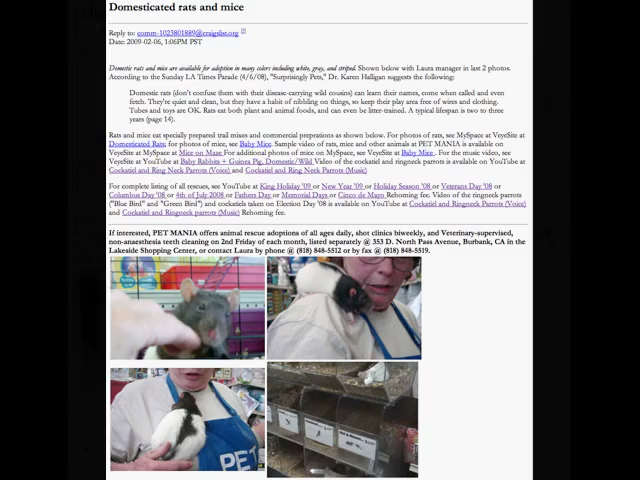 Domesticated rats and mice
Reply to: comm-1023801889@craigslist.org [?]
Date: 2009-02-06, 1:06PM PST
Domestic rats and mice are available for adoption in many colors including white, gray, and striped. Shown below with Laura manager in last 2 photos.
According to the Sunday LA Times Parade (4/6/08), "Surprisingly Pets," Dr. Karen Halligan suggests the following:
Domestic rats (don't confuse them with their disease-carrying wild cousins) can learn their names, come when called and even
fetch. They're quiet and clean, but they have a habit of nibbling on things, so keep their play area free of wires and clothing.
Tubes and toys are OK. Rats eat both plant and animal foods, and can even be litter-trained. A typical lifespan is two to three
years (page 14).
Rats and mice eat specially prepared trail mixes and commercial preprations as shown below. For photos of rats, see MySpace at VeyeSite at
Domesticated Rats; for photos of mice, see Baby Mice. Sample video of rats, mice and other animals at PET MANIA is available on
VeyeSite at MySpace at Mice on Maze For additional photos of mice on MySpace, see VeyeSite at Baby Mice . For the music video, see
VeyeSite at YouTube at Baby Rabbits + Guinea Pig, Domestic/Wild Video of the cockatiel and ringneck parrots is available on YouTube at
Cockatiel and Ring Neck Parrots (Voice) and Cockatiel and Ring Neck Parrots (Music)
For complete listing of all rescues, see YouTube at King Holiday '09 or New Year '09 or Holiday Season '08 or Veterans Day '08 or
Columbus Day '08 or 4th of July 2008 or Fathers Day or Memorial Days or Cinco de Mayo Rehoming fee. Video of the ringneck parrots
("Blue Bird" and "Green Bird") and cockatiels taken on Election Day '08 is available on YouTube at Cockatiel and Ringneck Parrots (Voice)
and Cockatiel and Ringneck parrots (Music) Rehoming fee.
If interested, PET MANIA offers animal rescue adoptions of all ages daily, shot clinics biweekly, and Veterinary-supervised,
non-anaesthesia teeth cleaning on 2nd Friday of each month, listed separately @ 353 D. North Pass Avenue, Burbank, CA in the
Lakeside Shopping Center, or contact Laura by phone @ (818) 848-5512 or by fax @ (818) 848-5519.
PET